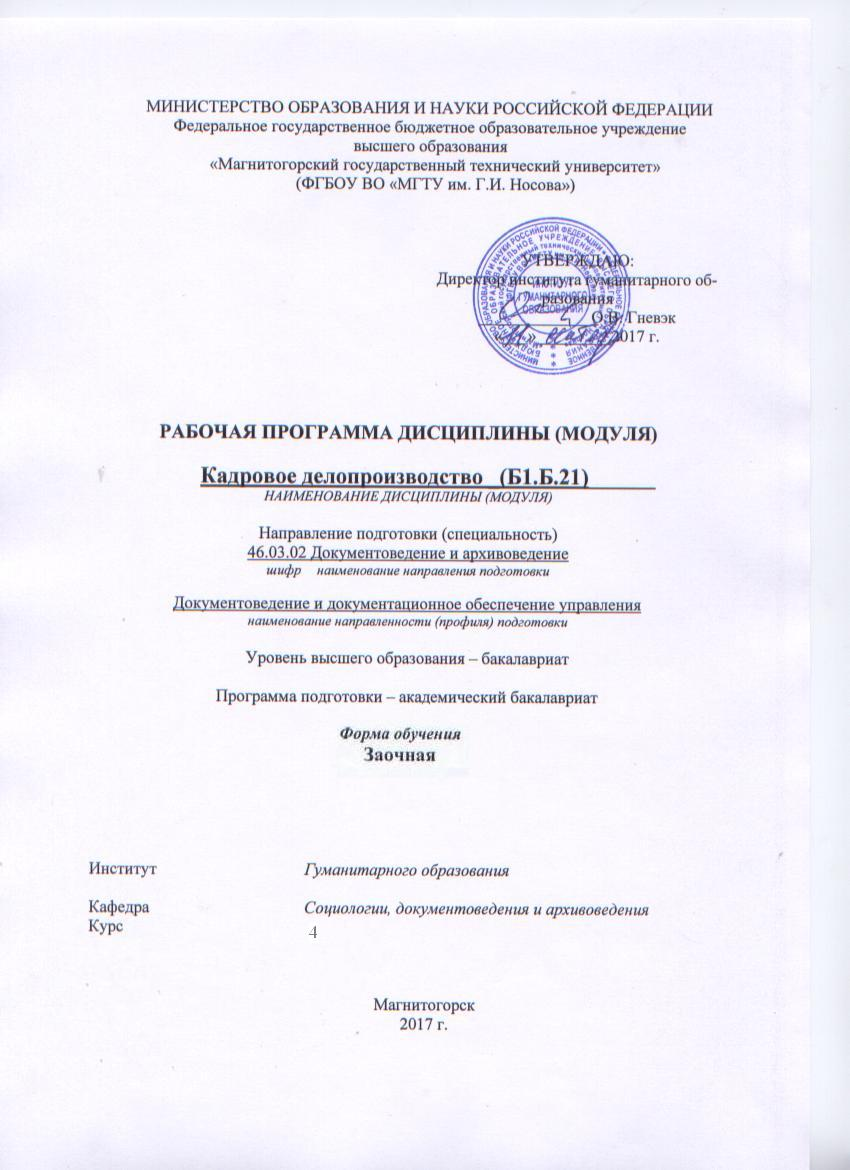 МИНИСТЕРСТВО ОБРАЗОВАНИЯ И НАУКИ РОССИЙСКОЙ ФЕДЕРАЦИИ
Федеральное государственное бюджетное образовательное учреждение
высшего образования
«Магнитогорский государственный технический университет»
(ФГБОУ ВО «МГТУ им. Г.И. Носова»)
УТВЕРЖДАЮ:
Директор института гуманитарного об-
разования
О.В. Гневэк
2017 г.
РАБОЧАЯ ПРОГРАММА ДИСЦИПЛИНЫ (МОДУЛЯ)
Кадровое делопроизводство (Б1.Б.21)
НАИМЕНОВАНИЕ ДИСЦИПЛИНЫ (МОДУЛЯ)
Направление подготовки (специальность)
46.03.02 Документоведение и архивоведение
шифр наименование направления подготовки
Документоведение и документационное обеспечение управления
наименование направленности (профиля) подготовки
Уровень высшего образования – бакалавриат
Программа подготовки – академический бакалавриат
Форма обучения
Заочная
Институт Гуманитарного образования
Кафедра Социологии, документоведения и архивоведения
Курс 4
Магнитогорск
2017 г.